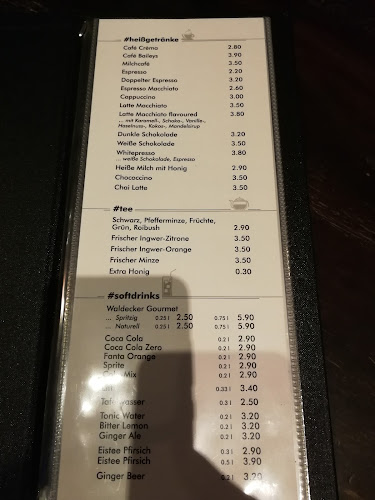 #heißgetränke
Café Crèma 2.80
Café Baileys 3.90
Milchcafé 3.50
Espresso 2.20
Doppelter Espresso 3.20
Espresso Macchiato 2.60
Cappuccino 3.00
Latte Macchiato 3.50
Latte Macchiato flavoured 3.80
... mit Karamell-, Schoko-, Vanille-,
Haselnuss-, Kokos-, Mandelsirup
Dunkle Schokolade 3.20
Weiße Schokolade 3.50
Whitepresso 3.80
... weiße Schokolade, Espresso
Heiße Milch mit Honig 2.90
Chococcino 3.50
Chai Latte 3.50
#tee
Schwarz, Pfefferminze, Früchte,
Grün, Roibush 2.90
Frischer Ingwer-Zitrone 3.50
Frischer Ingwer-Orange 3.50
Frischer Minze 3.50
Extra Honig 0.30
#softdrinks
Waldecker Gourmet
... Spritzig 0.25 l 2.50 0.75 l 5.90
... Naturell 0.25 l 2.50 0.75 l 5.90
Coca Cola 0.2 l 2.90
Coca Cola Zero 0.2 l 2.90
Fanta Orange 0.2 l 2.90
Sprite 0.2 l 2.90
Mix 0.2 l 2.90
0.33 l 3.40
0.2 l 2.50
Tonic Water 0.2 l 3.20
Bitter Lemon 0.2 l 3.20
Ginger Ale 0.2 l 3.20
Eistee Pfirsich 0.3 l 2.90
Eistee Pfirsich 0.5 l 3.90
Ginger Beer 0.2 l 3.20